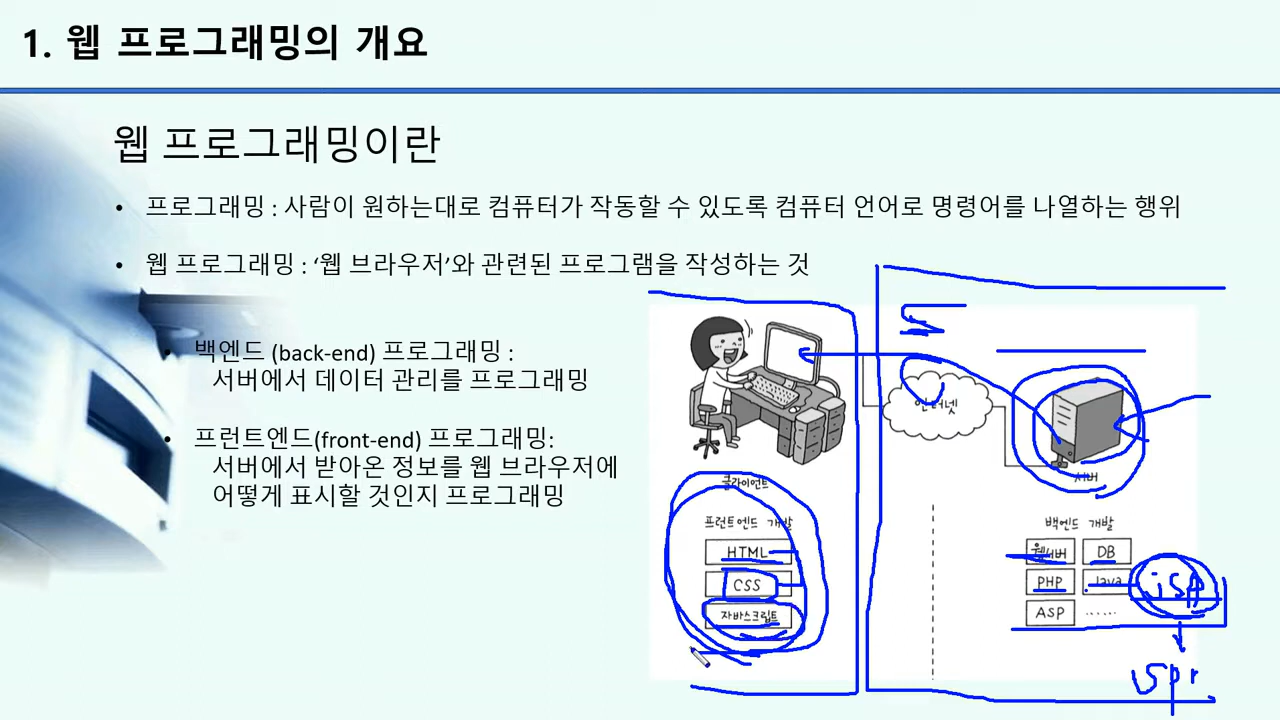 1. 웹 프로그래밍의 개요
웹 프로그래밍이란
• 프로그래밍 : 사람이 원하는대로 컴퓨터가 작동할 수 있도록 컴퓨터 언어로 명령어를 나열하는 행위
• 웹 프로그래밍 : ‘웹 브라우저’와 관련된 프로그램을 작성하는 것
• 백엔드 (back-end) 프로그래밍 :
서버에서 데이터 관리를 프로그래밍
• 프런트엔드(front-end) 프로그래밍:
서버에서 받아온 정보를 웹 브라우저에
어떻게 표시할 것인지 프로그래밍
클라이언트
프런트엔드 개발
HTML
CSS
자바스크립트
인터넷
서버
백엔드 개발
웹서버 DB
PHP Java jsp
ASP ......
spr